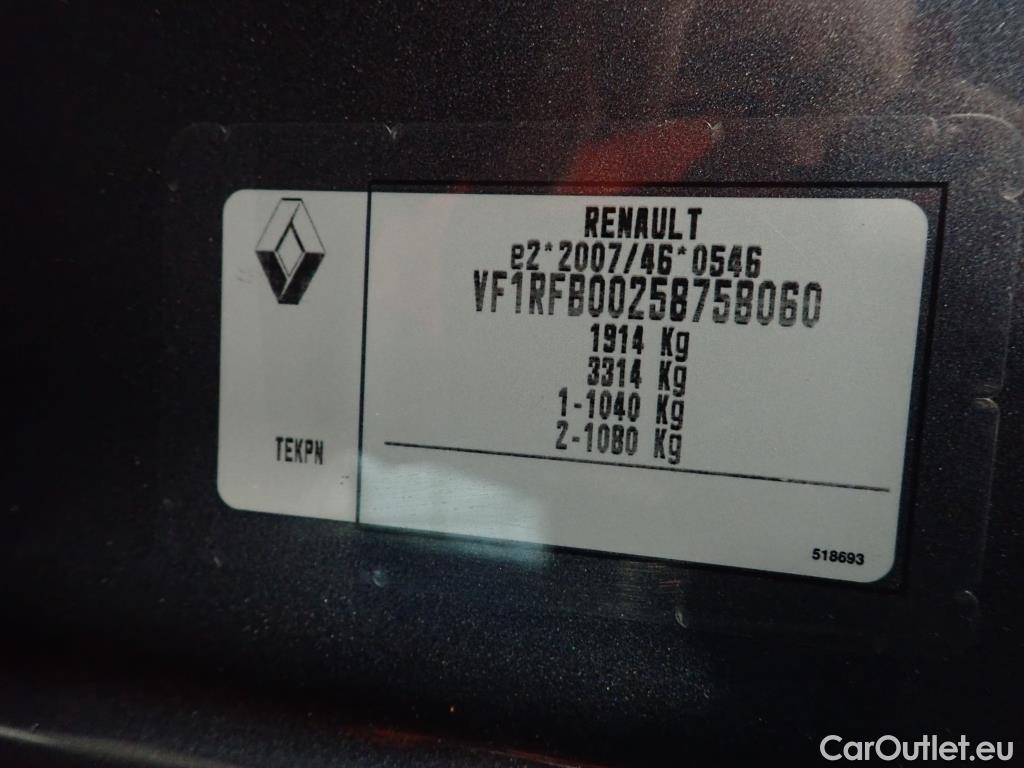 RENAULT
e2*2007/46*0546
VF1RFB00258758060
1914 Kg
3314 Kg
1-1040 Kg
2-1080 Kg
TEKPN
518693
CarOutlet.eu